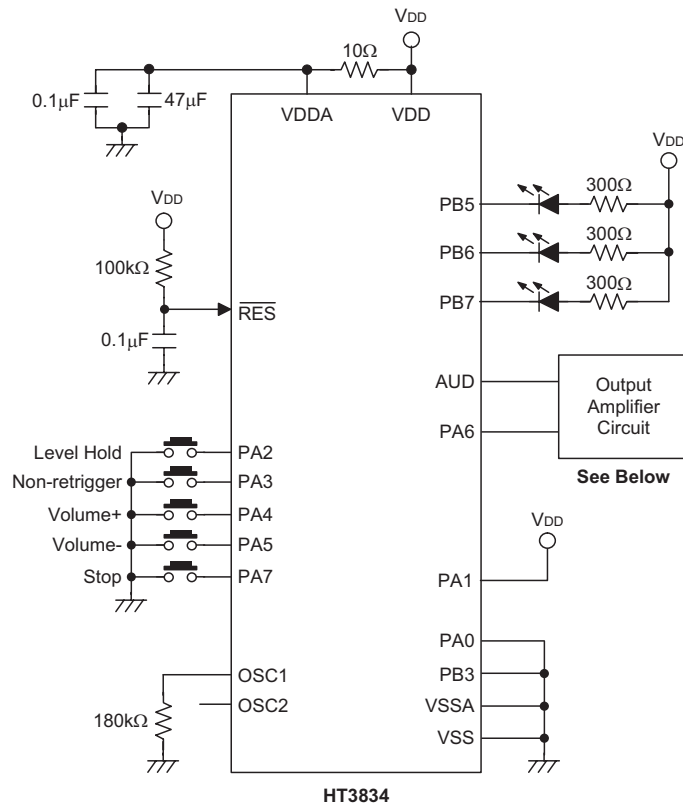 VDD
10Ω
0.1μF
47μF
VDDA
VDD
VDD
VDD
100kΩ
RES
0.1μF
PB5
300Ω
PB6
300Ω
PB7
300Ω
AUD
PA6
Output
Amplifier
Circuit
See Below
Level Hold
PA2
Non-retrigger
PA3
Volume+
PA4
Volume-
PA5
Stop
PA7
VDD
PA1
PA0
PB3
VSSA
VSS
OSC1
OSC2
180kΩ
HT3834